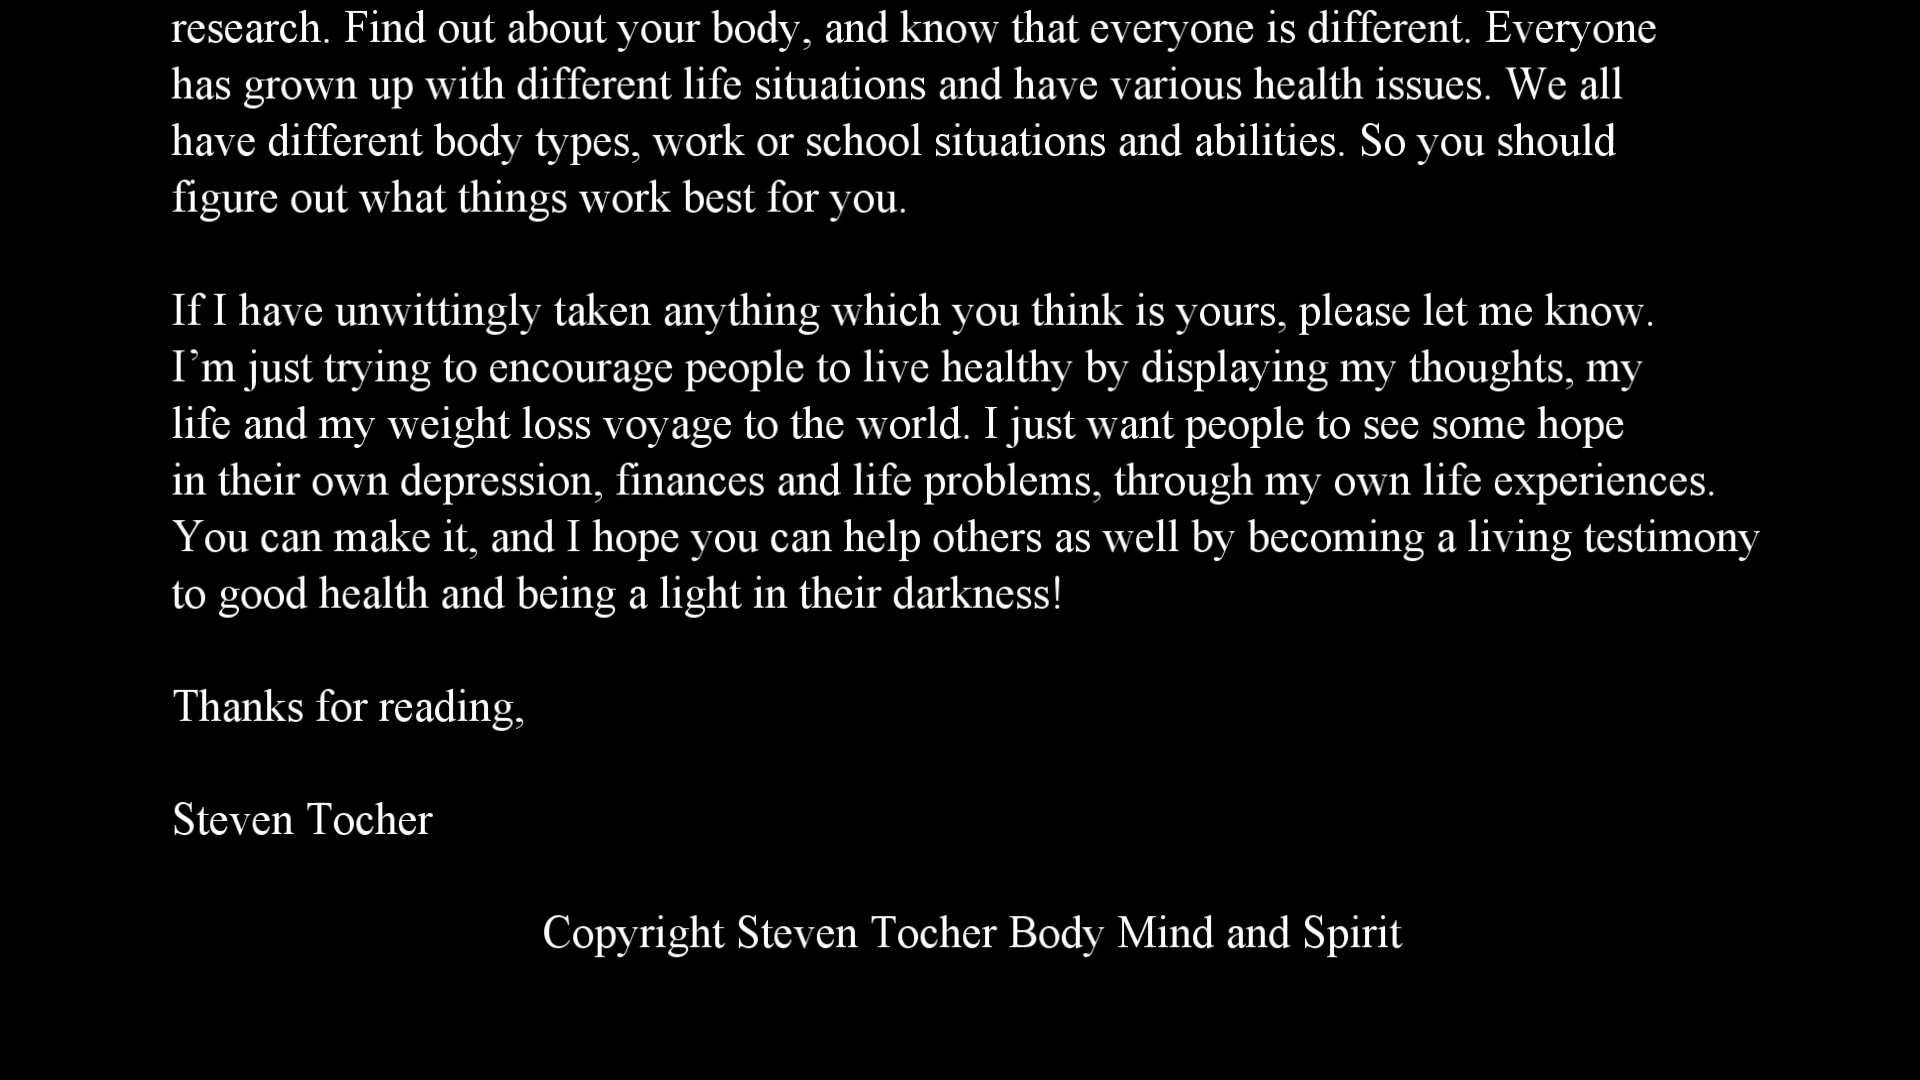 research. Find out about your body, and know that everyone is different. Everyone
has grown up with different life situations and have various health issues. We all
have different body types, work or school situations and abilities. So you should
figure out what things work best for you.
If I have unwittingly taken anything which you think is yours, please let me know.
I’m just trying to encourage people to live healthy by displaying my thoughts, my
life and my weight loss voyage to the world. I just want people to see some hope
in their own depression, finances and life problems, through my own life experiences.
You can make it, and I hope you can help others as well by becoming a living testimony
to good health and being a light in their darkness!
Thanks for reading,
Steven Tocher
Copyright Steven Tocher Body Mind and Spirit